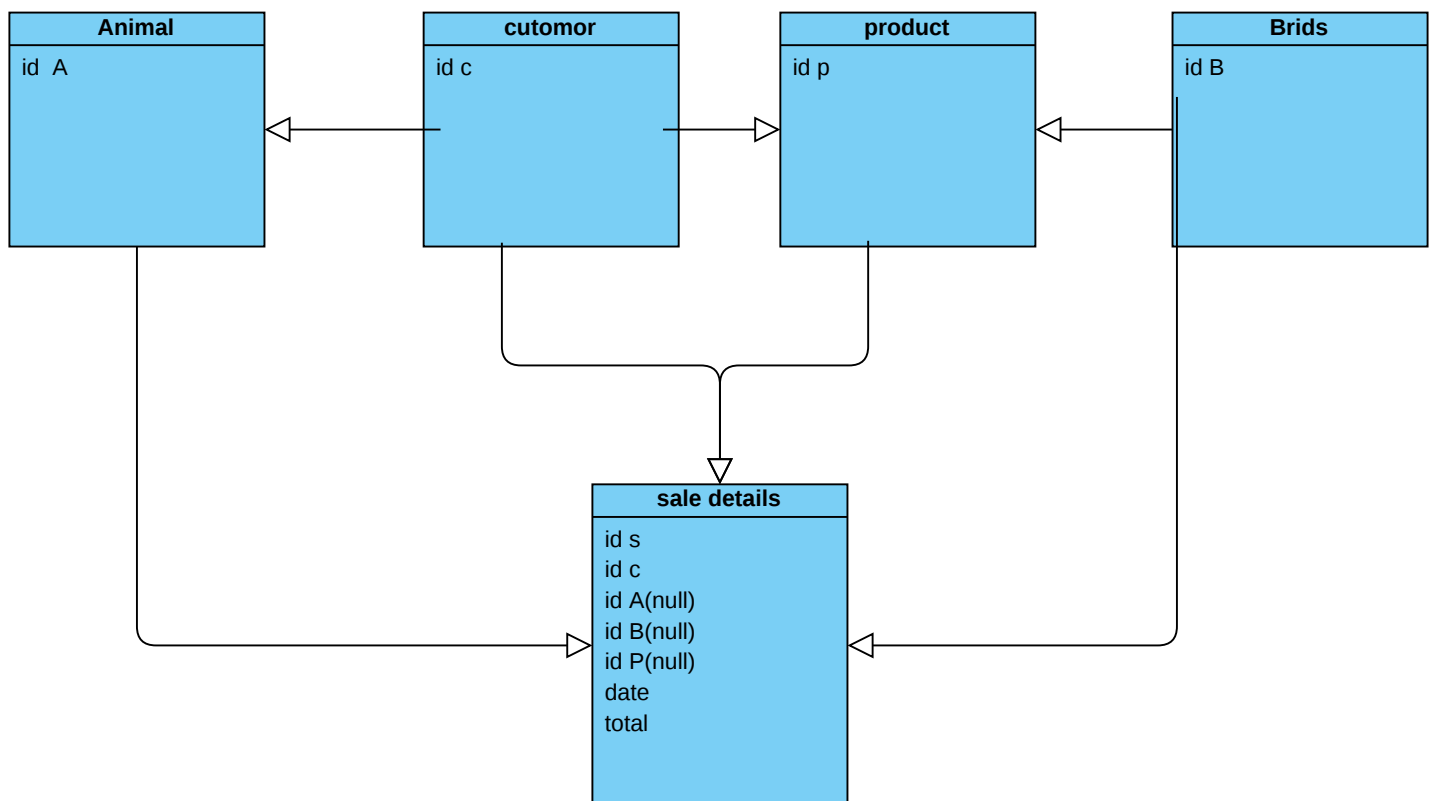 Animal
id  A
cutomor
id c
product
id p
Brids
id B
sale details
id s
id c
id A(null)
id B(null)
id P(null)
date
total